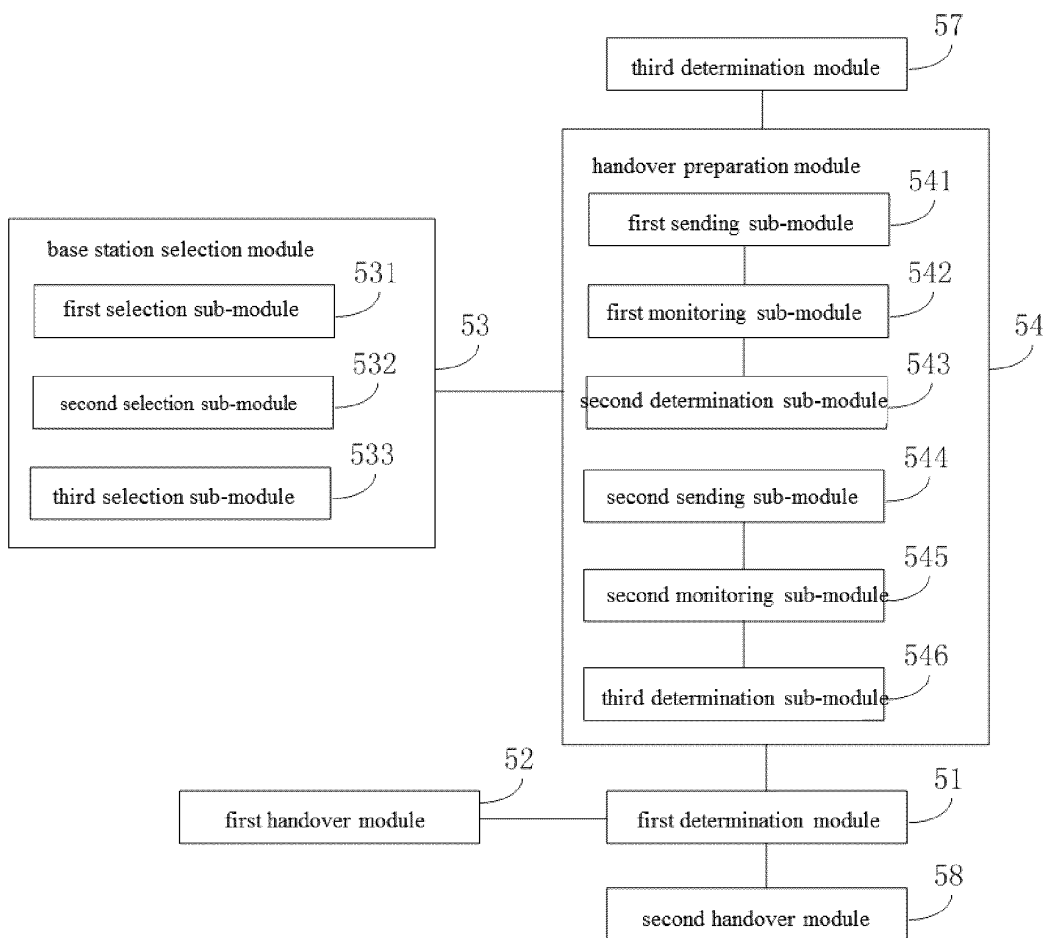 57
third determination module
handover preparation module
541
first sending sub-module
base station selection module
531
first selection sub-module
542
first monitoring sub-module
53
54
532
second selection sub-module
543
second determination sub-module
533
third selection sub-module
544
second sending sub-module
545
second monitoring sub-module
546
third determination sub-module
52
first handover module
51
first determination module
58
second handover module